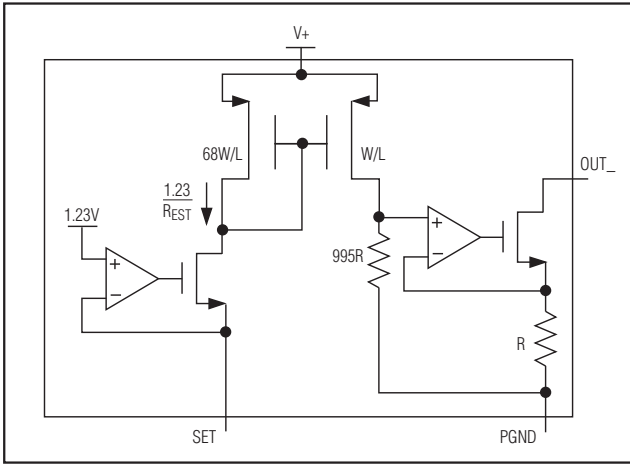 V+
68W/L
W/L
OUT_
1.23
R_EST
1.23V
+
−
995R
+
−
R
SET
PGND